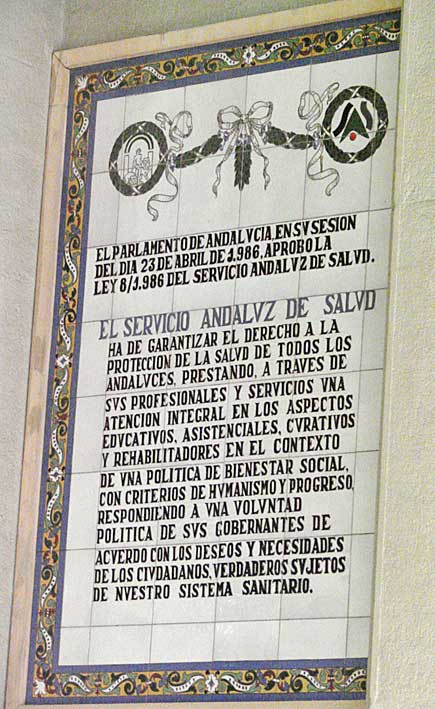 EL PARLAMENTO DE ANDALVCIA, EN SV SESION
DEL DIA 23 DE ABRIL DE 1.986, APROBO LA
LEY 8/1.986 DEL SERVICIO ANDALVZ DE SALVD.
EL SERVICIO ANDALVZ DE SALVD
HA DE GARANTIZAR EL DERECHO A LA
PROTECCION DE LA SALVD DE TODOS LOS
ANDALVCES, PRESTANDO, A TRAVES DE
SVS PROFESIONALES Y SERVICIOS VNA
ATENCION INTEGRAL EN LOS ASPECTOS
EDVCATIVOS, ASISTENCIALES, CVRATIVOS
Y REHABILITADORES EN EL CONTEXTO
DE VNA POLITICA DE BIENESTAR SOCIAL,
CON CRITERIOS DE HVMANISMO Y PROGRESO,
RESPONDIENDO A VNA VOLVNTAD
POLITICA DE SVS GOBERNANTES DE
ACVERDO CON LOS DESEOS Y NECESIDADES
DE LOS CIVDADANOS, VERDADEROS SVJETOS
DE NVESTRO SISTEMA SANITARIO.